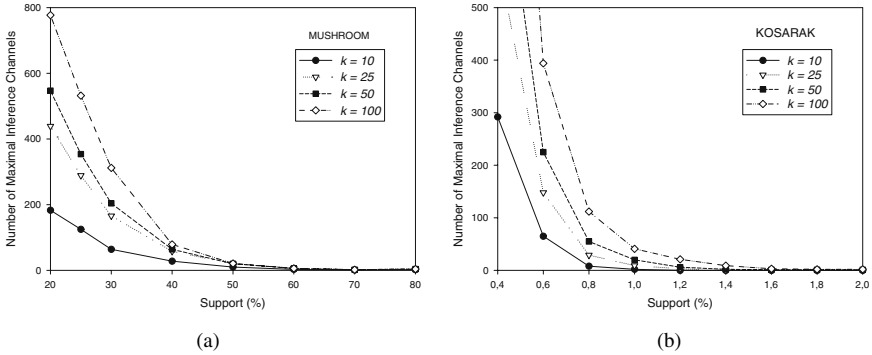 MUSHROOM
k = 10
k = 25
k = 50
k = 100
Number of Maximal Inference Channels
800
600
400
200
0
20 30 40 50 60 70 80
Support (%)
(a)
KOSARAK
k = 10
k = 25
k = 50
k = 100
Number of Maximal Inference Channels
500
400
300
200
100
0
0,4 0,6 0,8 1,0 1,2 1,4 1,6 1,8 2,0
Support (%)
(b)